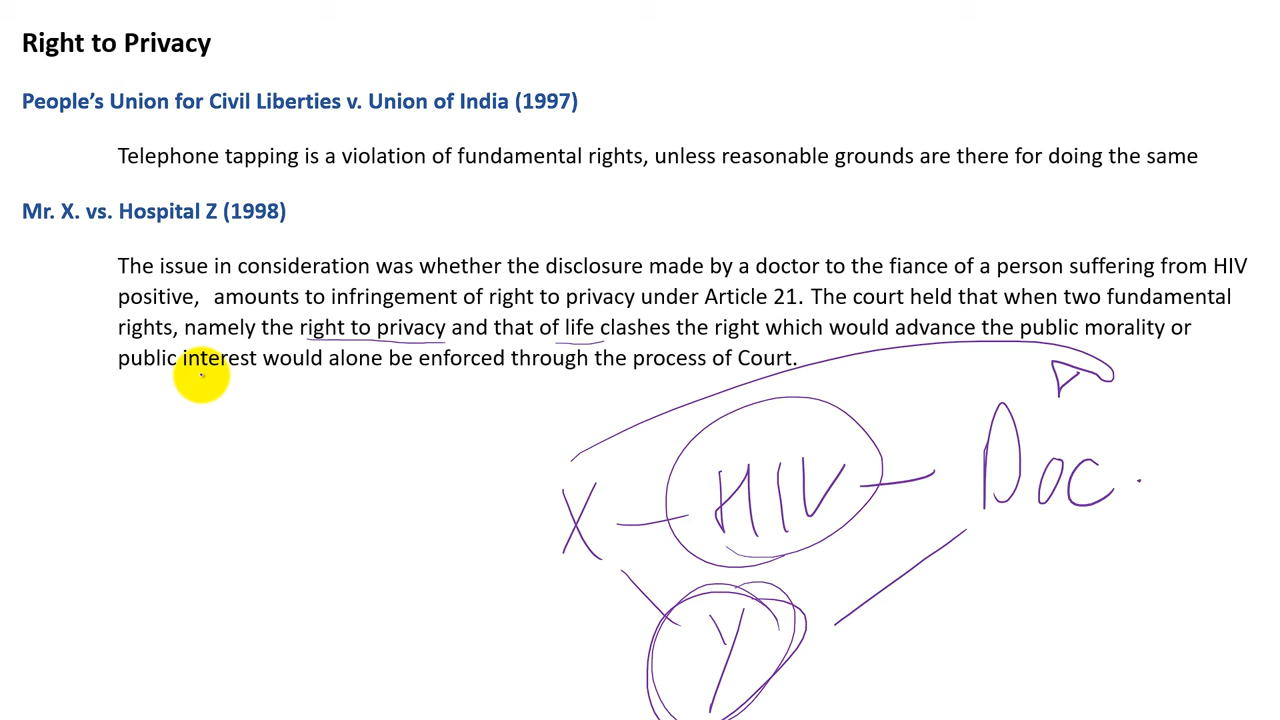 Right to Privacy
People’s Union for Civil Liberties v. Union of India (1997)
Telephone tapping is a violation of fundamental rights, unless reasonable grounds are there for doing the same
Mr. X. vs. Hospital Z (1998)
The issue in consideration was whether the disclosure made by a doctor to the fiance of a person suffering from HIV
positive,  amounts to infringement of right to privacy under Article 21. The court held that when two fundamental
rights, namely the right to privacy and that of life clashes the right which would advance the public morality or
public interest would alone be enforced through the process of Court.
X HIV Doc.
Y